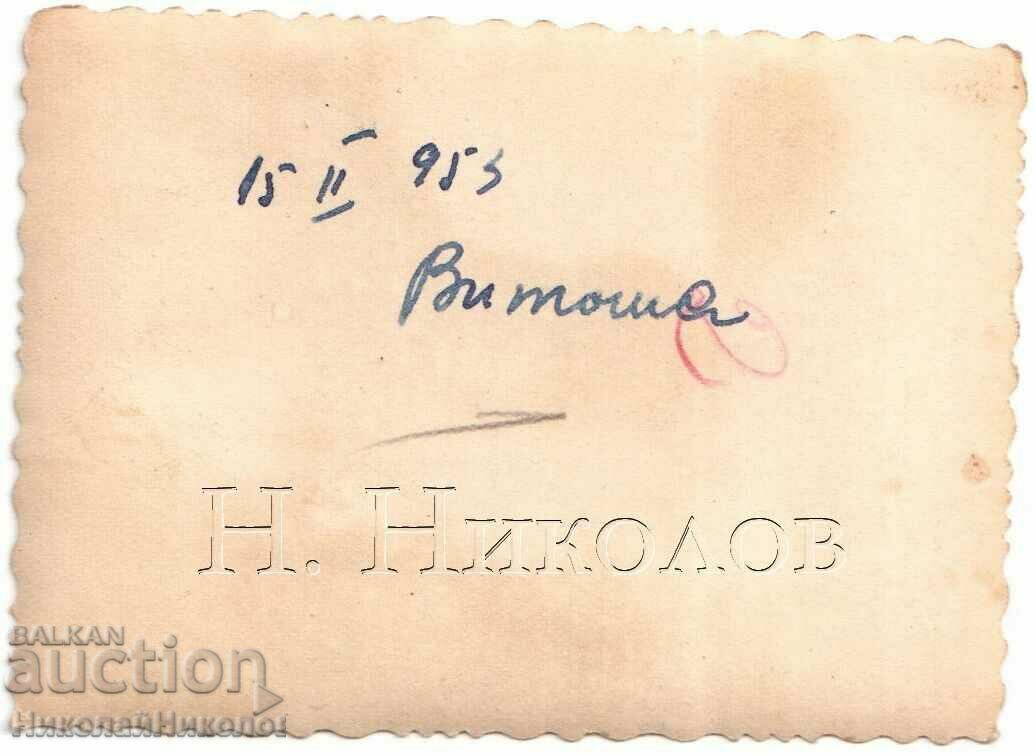 15 II 953
Витоша
Н. Николов
BALKAN
auction
НиколайНиколов